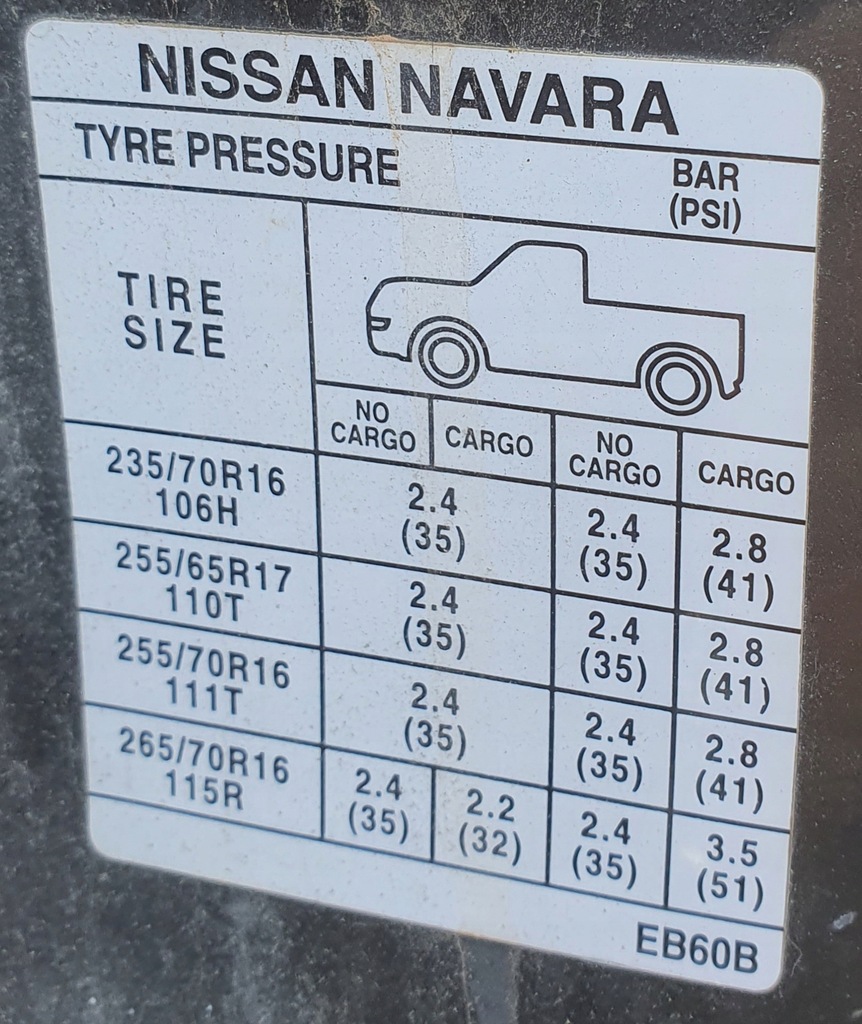 NISSAN NAVARA
TYRE PRESSURE
BAR
(PSI)
TIRE
SIZE
NO
CARGO
CARGO
NO
CARGO
CARGO
235/70R16
106H
2.4
(35)
2.4
(35)
2.8
(41)
255/65R17
110T
2.4
(35)
2.4
(35)
2.8
(41)
255/70R16
111T
2.4
(35)
2.4
(35)
2.8
(41)
265/70R16
115R
2.4
(35)
2.2
(32)
2.4
(35)
3.5
(51)
EB60B